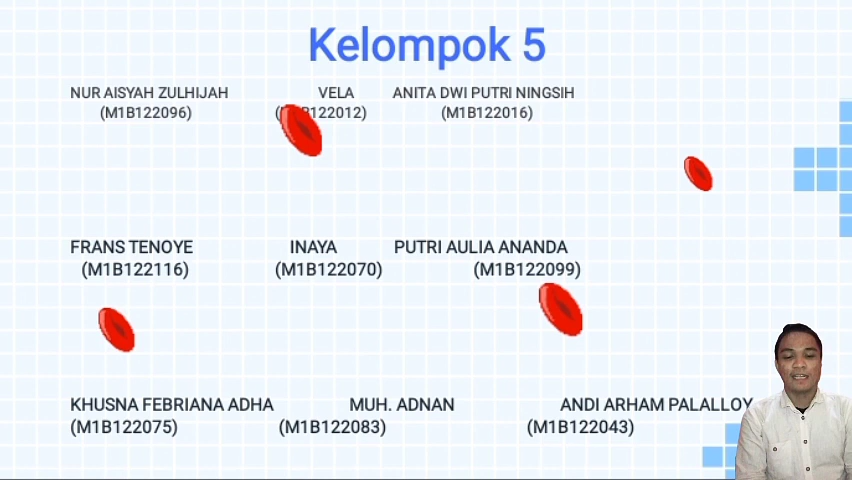 Kelompok 5
NUR AISYAH ZULHIJAH VELA ANITA DWI PUTRI NINGSIH
(M1B122096) ( B122012) (M1B122016)
FRANS TENOYE INAYA PUTRI AULIA ANANDA
(M1B122116) (M1B122070) (M1B122099)
KHUSNA FEBRIANA ADHA MUH. ADNAN ANDI ARHAM PALALLOY
(M1B122075) (M1B122083) (M1B122043)